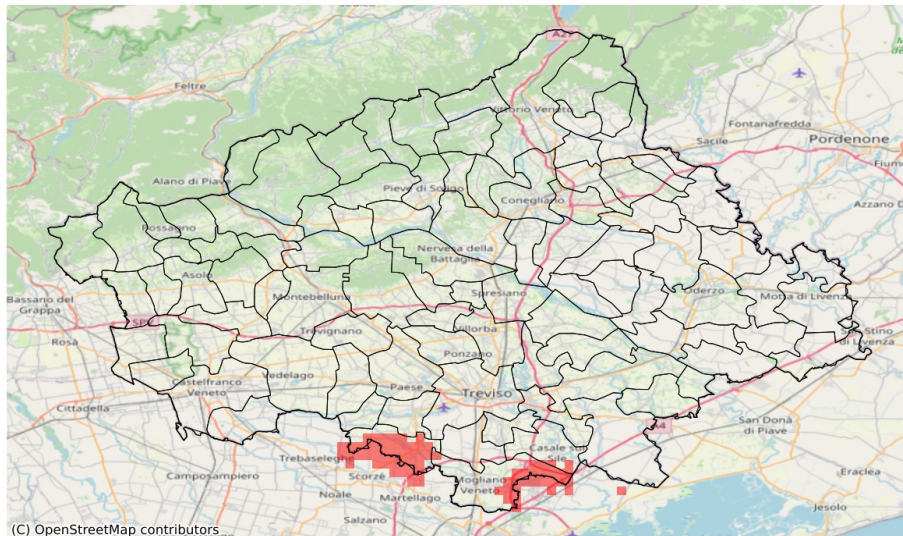 A27
Feltre
Vittorio Veneto
Fontanafredda
Sacile
Pordenone
Alano di Piave
Pieve di Soligo
Conegliano
Azzano D
Possagno
Nervesa della
Battaglia
Asolo
Bassano del
Grappa
Montebelluna
Spresiano
Oderzo
Motta di Livenza
Rosà
Trevignano
Villorba
di Livenza
Ponzano
Vedelago
Castelfranco
Veneto
Paese
Treviso
Cittadella
A4
San Donà
di Piave
Trebaseleghe
Casale sul
Sile
Camposampiero
Scorzè
Mogliano
Veneto
Eraclea
Noale
Martellago
Jesolo
Salzano
(C) OpenStreetMap contributors